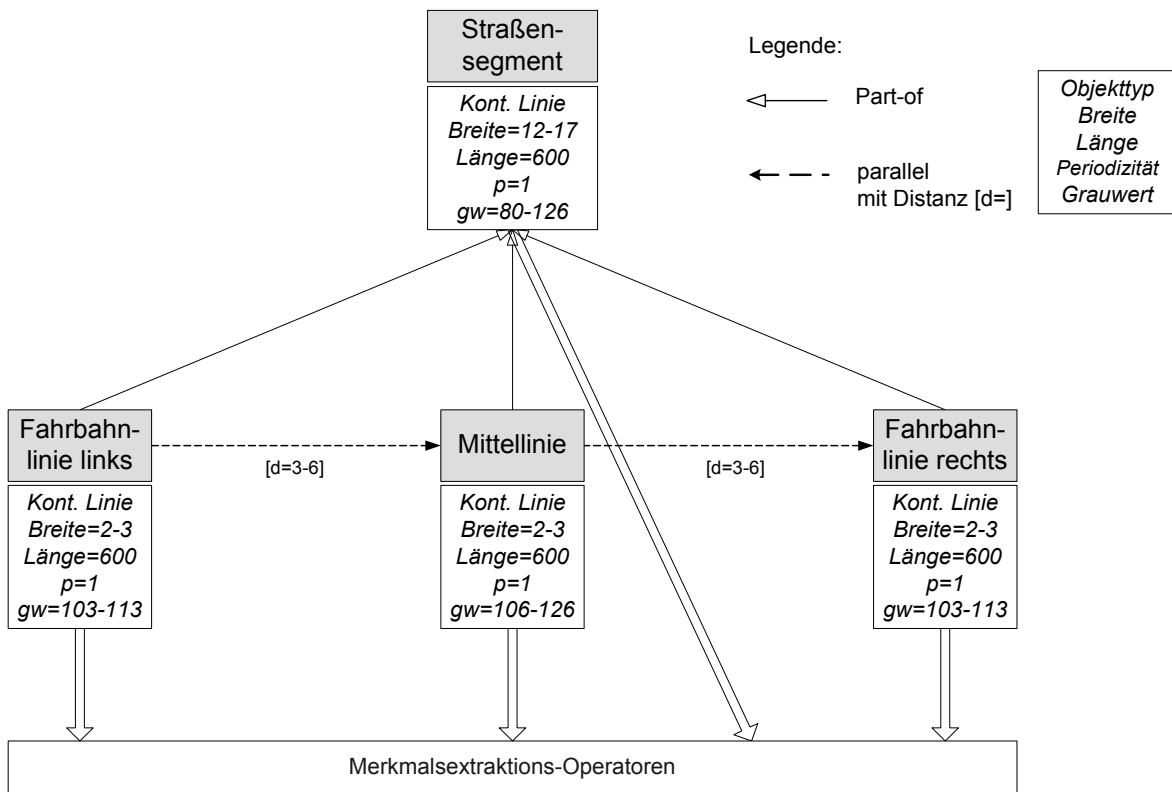 Straßen-
segment
Kont. Linie
Breite=12-17
Länge=600
p=1
gw=80-126
Legende:
Part-of
parallel
mit Distanz [d=]
Objekttyp
Breite
Länge
Periodizität
Grauwert
Fahrbahn-
linie links
Kont. Linie
Breite=2-3
Länge=600
p=1
gw=103-113
[d=3-6]
Mittellinie
Kont. Linie
Breite=2-3
Länge=600
p=1
gw=106-126
[d=3-6]
Fahrbahn-
linie rechts
Kont. Linie
Breite=2-3
Länge=600
p=1
gw=103-113
Merkmalsextraktions-Operatoren